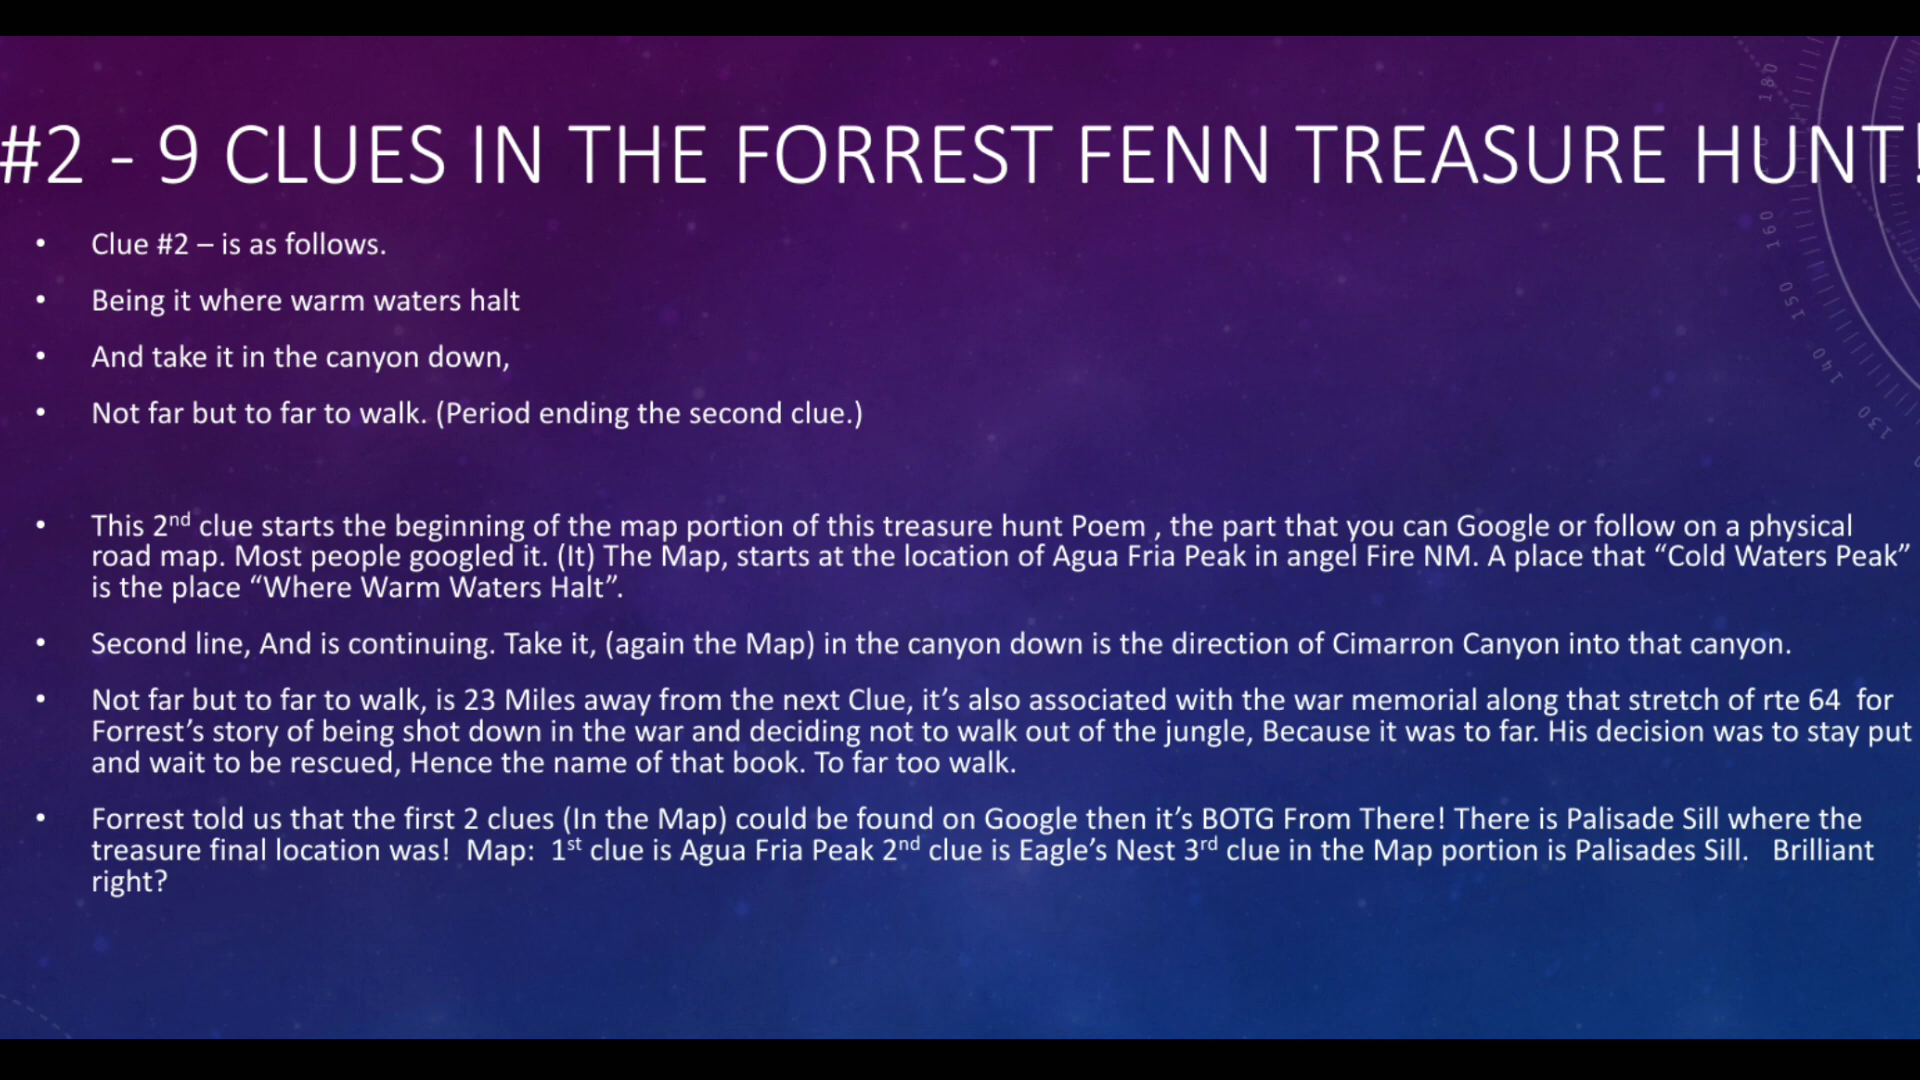 #2 - 9 CLUES IN THE FORREST FENN TREASURE HUNT!
• Clue #2 – is as follows.
• Being it where warm waters halt
• And take it in the canyon down,
• Not far but to far to walk. (Period ending the second clue.)
• This 2nd clue starts the beginning of the map portion of this treasure hunt Poem , the part that you can Google or follow on a physical
road map. Most people googled it. (It) The Map, starts at the location of Agua Fria Peak in angel Fire NM. A place that “Cold Waters Peak”
is the place “Where Warm Waters Halt”.
• Second line, And is continuing. Take it, (again the Map) in the canyon down is the direction of Cimarron Canyon into that canyon.
• Not far but to far to walk, is 23 Miles away from the next Clue, it’s also associated with the war memorial along that stretch of rte 64 for
Forrest’s story of being shot down in the war and deciding not to walk out of the jungle, Because it was to far. His decision was to stay put
and wait to be rescued, Hence the name of that book. To far too walk.
• Forrest told us that the first 2 clues (In the Map) could be found on Google then it’s BOTG From There! There is Palisade Sill where the
treasure final location was! Map: 1st clue is Agua Fria Peak 2nd clue is Eagle’s Nest 3rd clue in the Map portion is Palisades Sill. Brilliant
right?
180
160
150
140
130